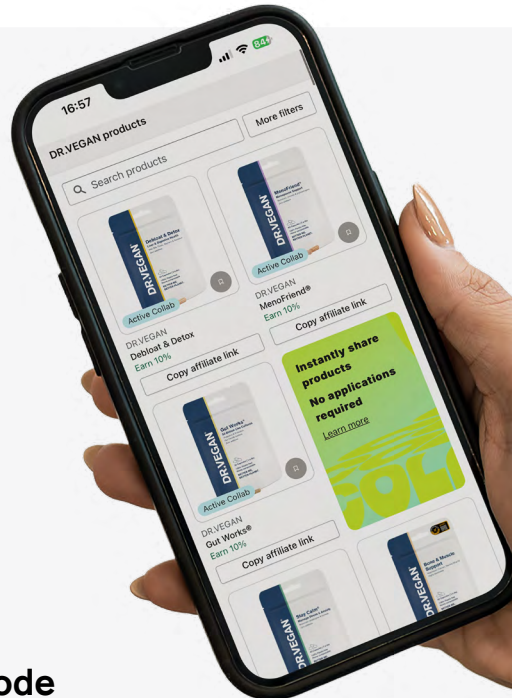 16:57
84
DR.VEGAN products
Search products
More filters
DR.VEGAN
Debloat & Detox
Active Collab
DR.VEGAN
Debloat & Detox
Earn 10%
Copy affiliate link
DR.VEGAN
MenoFriend®
Active Collab
DR.VEGAN
MenoFriend®
Earn 10%
Copy affiliate link
DR.VEGAN
Gut Works®
Active Collab
DR.VEGAN
Gut Works®
Earn 10%
Copy affiliate link
Instantly share
products
No applications
required
Learn more
DR.VEGAN
Stay Calm®
DR.VEGAN
Bone & Muscle
Support
ode